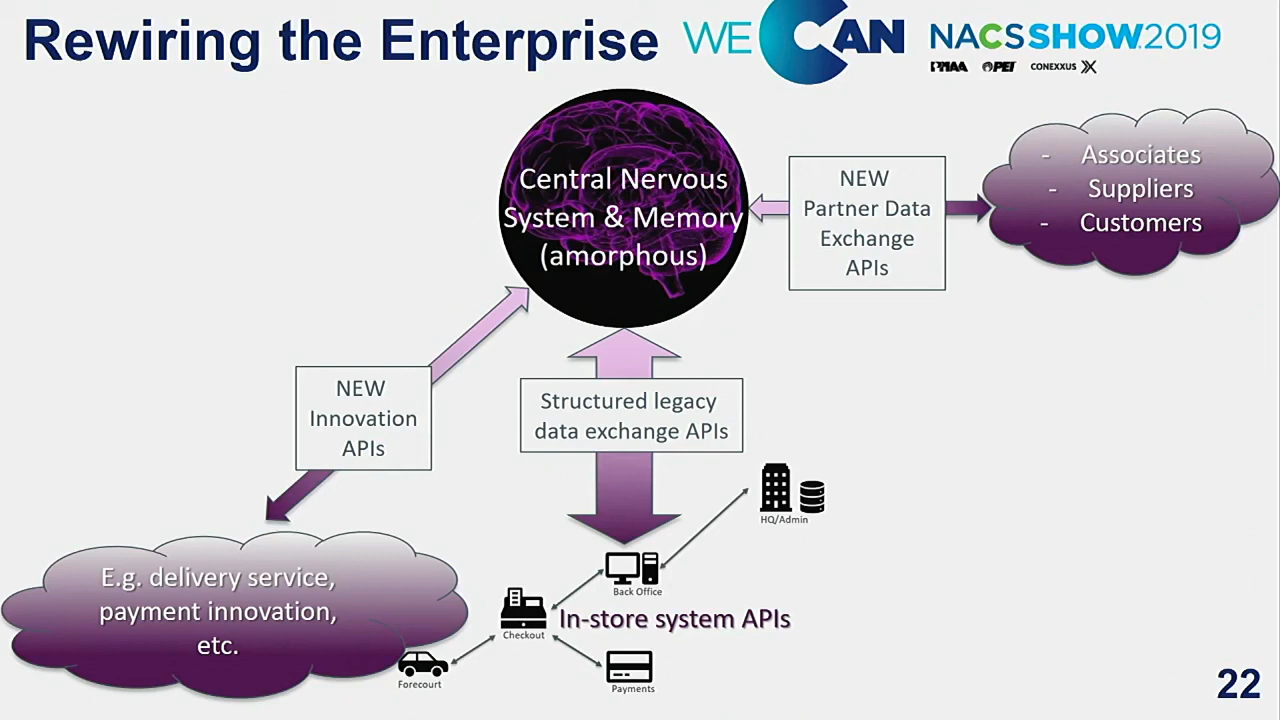 Rewiring the Enterprise
WE CAN
NACS SHOW 2019
PMAA PEI CONEXXUS
Central Nervous
System & Memory
(amorphous)
NEW
Partner Data
Exchange
APIs
- Associates
- Suppliers
- Customers
NEW
Innovation
APIs
Structured legacy
data exchange APIs
HQ/Admin
E.g. delivery service,
payment innovation,
etc.
Back Office
In-store system APIs
Checkout
Forecourt
Payments
22